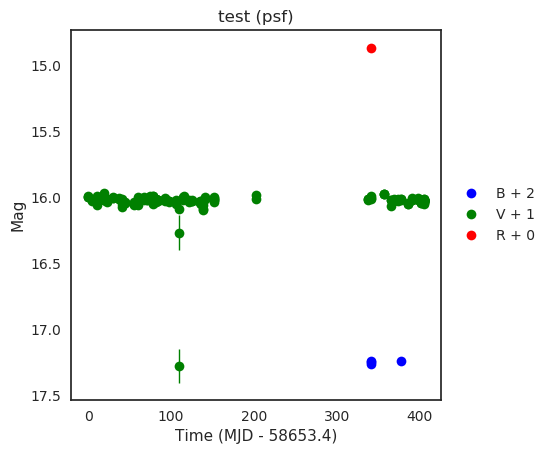 test (psf)
Mag
15.0
15.5
16.0
16.5
17.0
17.5
0
100
200
300
400
Time (MJD - 58653.4)
B + 2
V + 1
R + 0